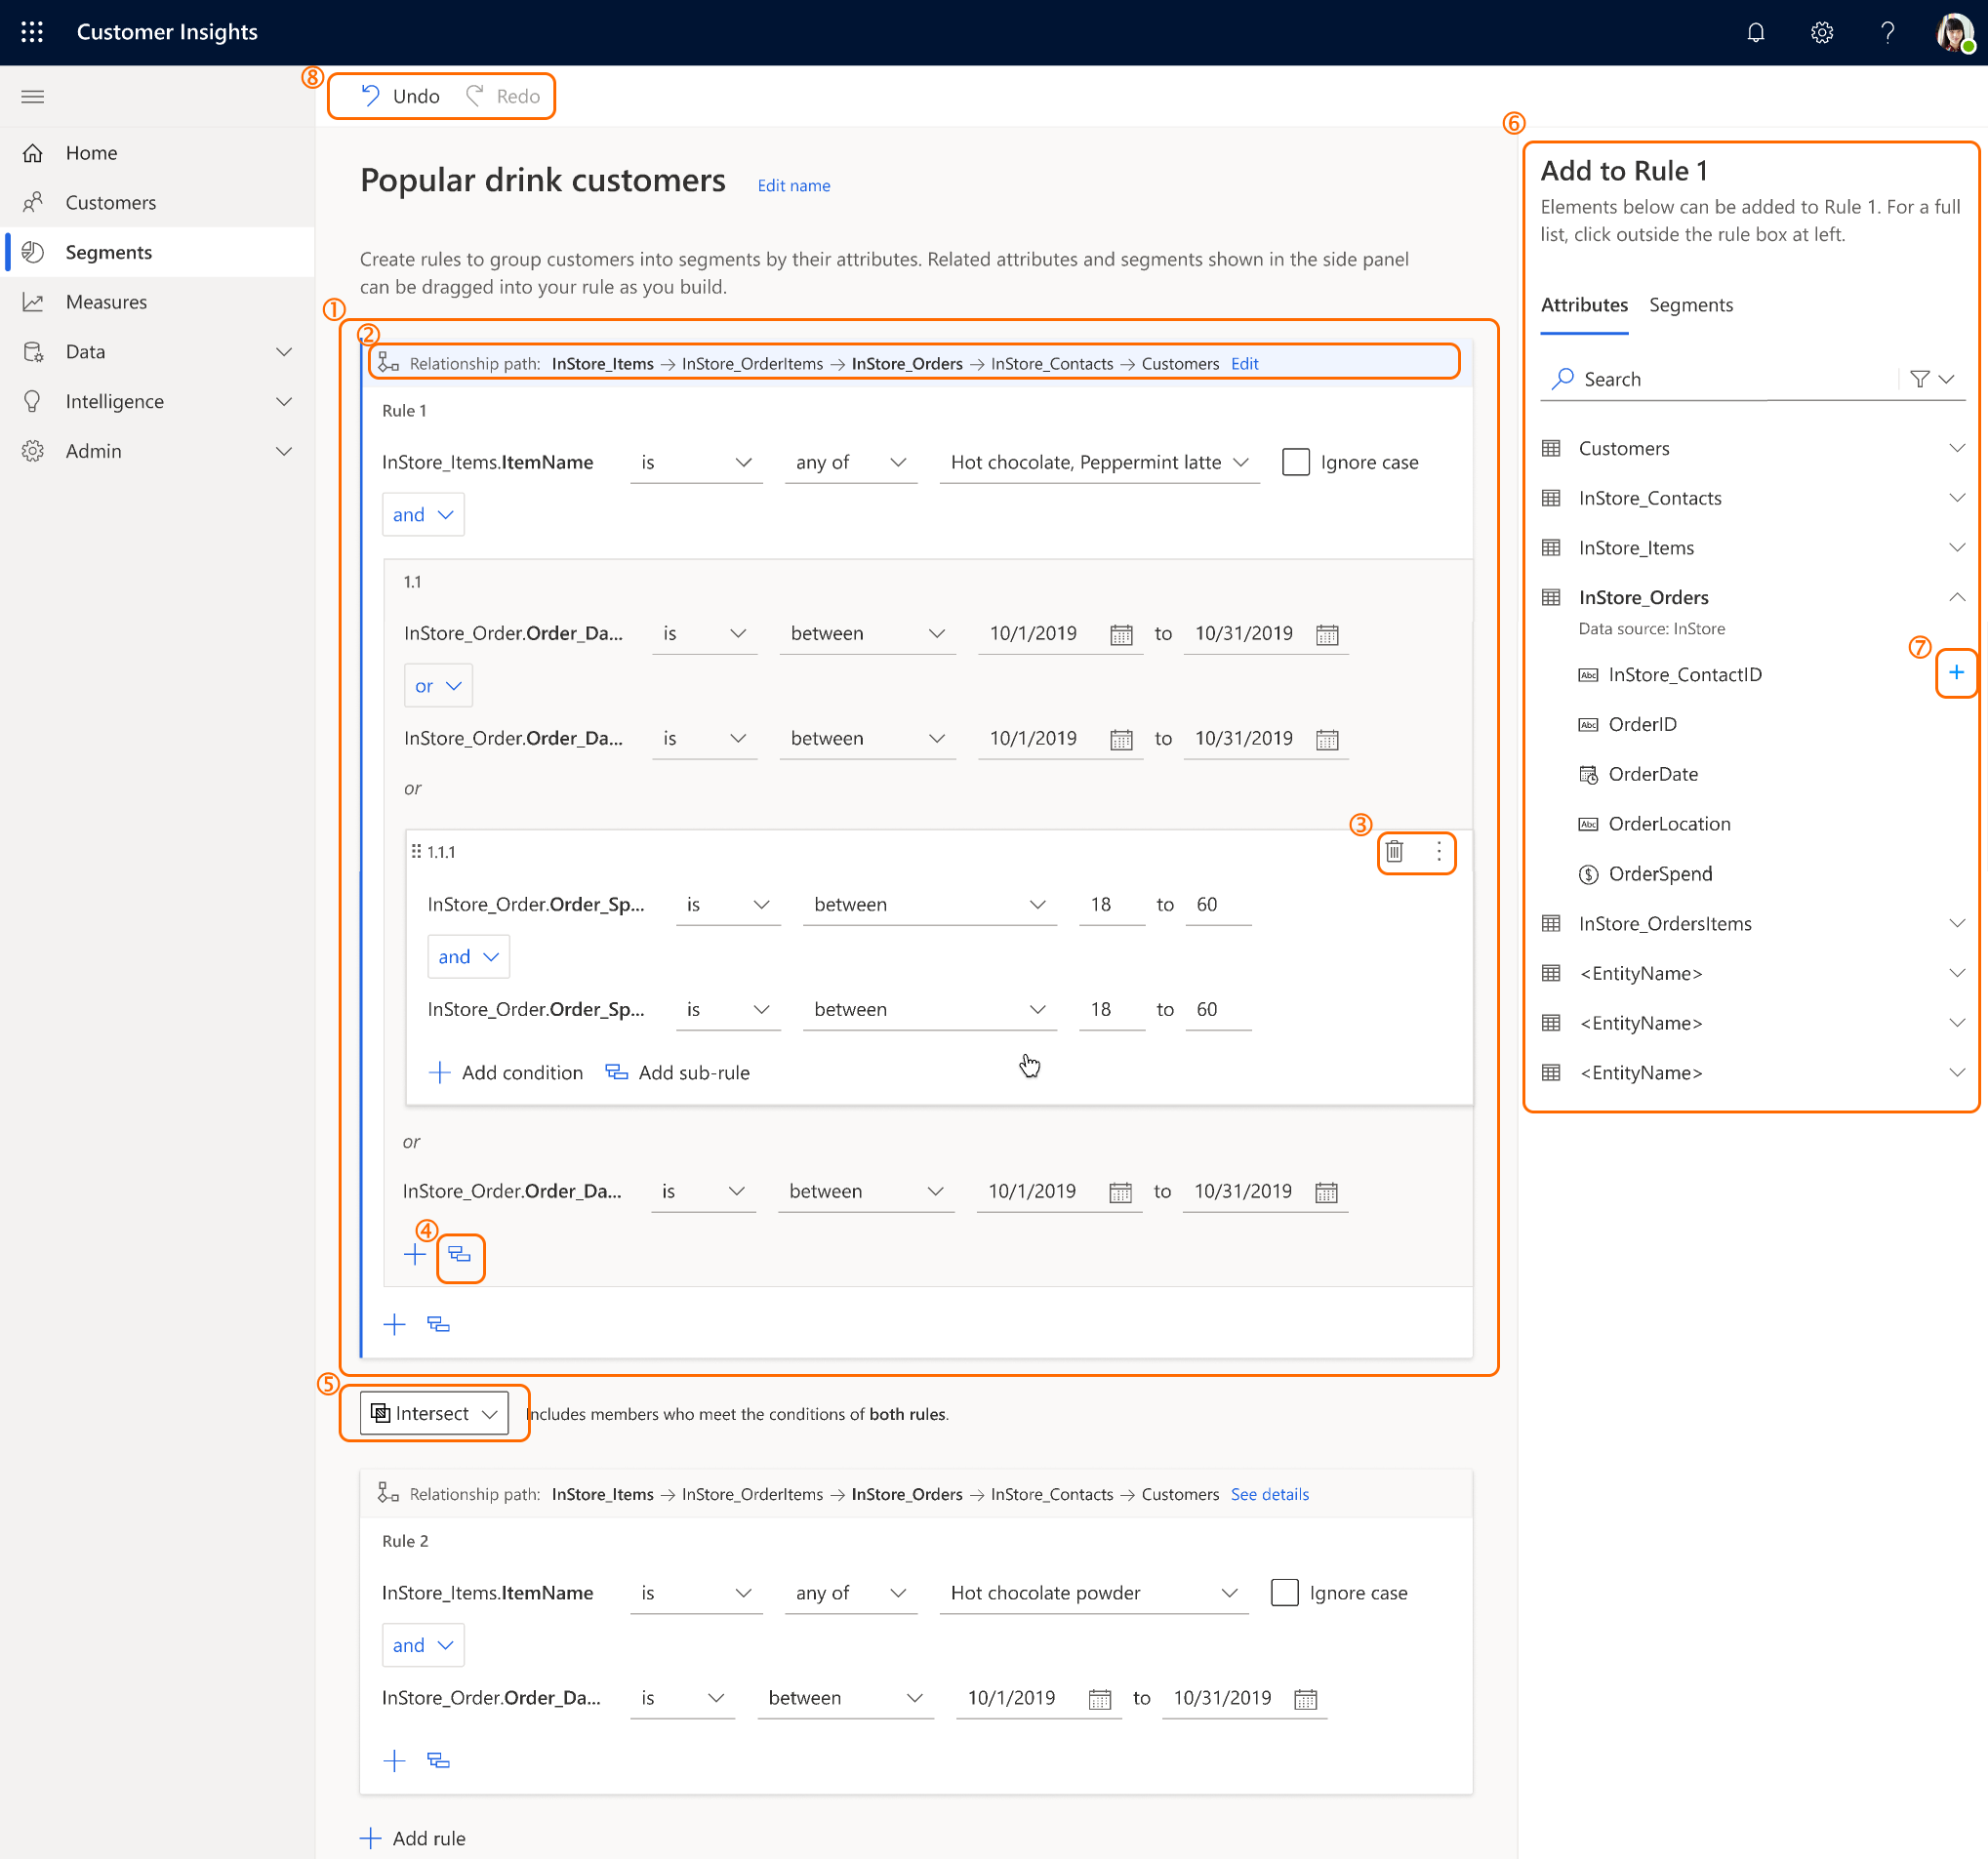 Customer Insights
⑧
Undo Redo
Home
Customers
Segments
Measures
Data
Intelligence
Admin
Popular drink customers Edit name
Create rules to group customers into segments by their attributes. Related attributes and segments shown in the side panel
can be dragged into your rule as you build.
①
②
Relationship path: InStore_Items → InStore_OrderItems → InStore_Orders → InStore_Contacts → Customers Edit
Rule 1
InStore_Items.ItemName is any of Hot chocolate, Peppermint latte Ignore case
and
1.1
InStore_Order.Order_Da... is between 10/1/2019 to 10/31/2019
or
InStore_Order.Order_Da... is between 10/1/2019 to 10/31/2019
or
③
1.1.1
InStore_Order.Order_Sp... is between 18 to 60
and
InStore_Order.Order_Sp... is between 18 to 60
Add condition Add sub-rule
or
InStore_Order.Order_Da... is between 10/1/2019 to 10/31/2019
④
⑤
Intersect Includes members who meet the conditions of both rules.
Relationship path: InStore_Items → InStore_OrderItems → InStore_Orders → InStore_Contacts → Customers See details
Rule 2
InStore_Items.ItemName is any of Hot chocolate powder Ignore case
and
InStore_Order.Order_Da... is between 10/1/2019 to 10/31/2019
Add rule
⑥
Add to Rule 1
Elements below can be added to Rule 1. For a full
list, click outside the rule box at left.
Attributes Segments
Search
Customers
InStore_Contacts
InStore_Items
InStore_Orders
Data source: InStore
⑦
Abc InStore_ContactID
Abc OrderID
OrderDate
Abc OrderLocation
$ OrderSpend
InStore_OrdersItems
<EntityName>
<EntityName>
<EntityName>